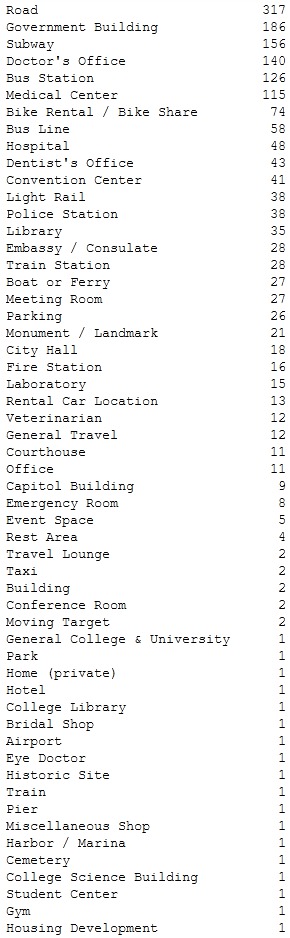 Road 317
Government Building 186
Subway 156
Doctor's Office 140
Bus Station 126
Medical Center 115
Bike Rental / Bike Share 74
Bus Line 58
Hospital 48
Dentist's Office 43
Convention Center 41
Light Rail 38
Police Station 38
Library 35
Embassy / Consulate 28
Train Station 28
Boat or Ferry 27
Meeting Room 27
Parking 26
Monument / Landmark 21
City Hall 18
Fire Station 16
Laboratory 15
Rental Car Location 13
Veterinarian 12
General Travel 12
Courthouse 11
Office 11
Capitol Building 9
Emergency Room 8
Event Space 5
Rest Area 4
Travel Lounge 2
Taxi 2
Building 2
Conference Room 2
Moving Target 2
General College & University 1
Park 1
Home (private) 1
Hotel 1
College Library 1
Bridal Shop 1
Airport 1
Eye Doctor 1
Historic Site 1
Train 1
Pier 1
Miscellaneous Shop 1
Harbor / Marina 1
Cemetery 1
College Science Building 1
Student Center 1
Gym 1
Housing Development 1